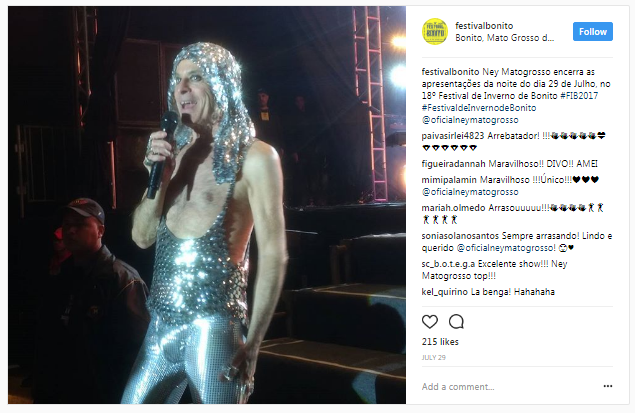 festivalbonito
Bonito, Mato Grosso d...
Follow
festivalbonito Ney Matogrosso encerra as
apresentações da noite do dia 29 de Julho, no
18º Festival de Inverno de Bonito #FIB2017
#FestivaldeInvernodeBonito
@oficialneymatogrosso
paivasirlei4823 Arrebatador! !!!
figueiradannah Maravilhoso!! DIVO!! AMEI
mimipalamin Maravilhoso !!!Único!!!♥♥♥
@oficialneymatogrosso
mariah.olmedo Arrasouuuuu!!!
soniasolanosantos Sempre arrasando! Lindo e
querido @oficialneymatogrosso! 😊♥
sc_b.o.t.e.g.a Excelente show!!! Ney
Matogrosso top!!!
kel_quirino La benga! Hahahaha
215 likes
JULY 29
Add a comment...